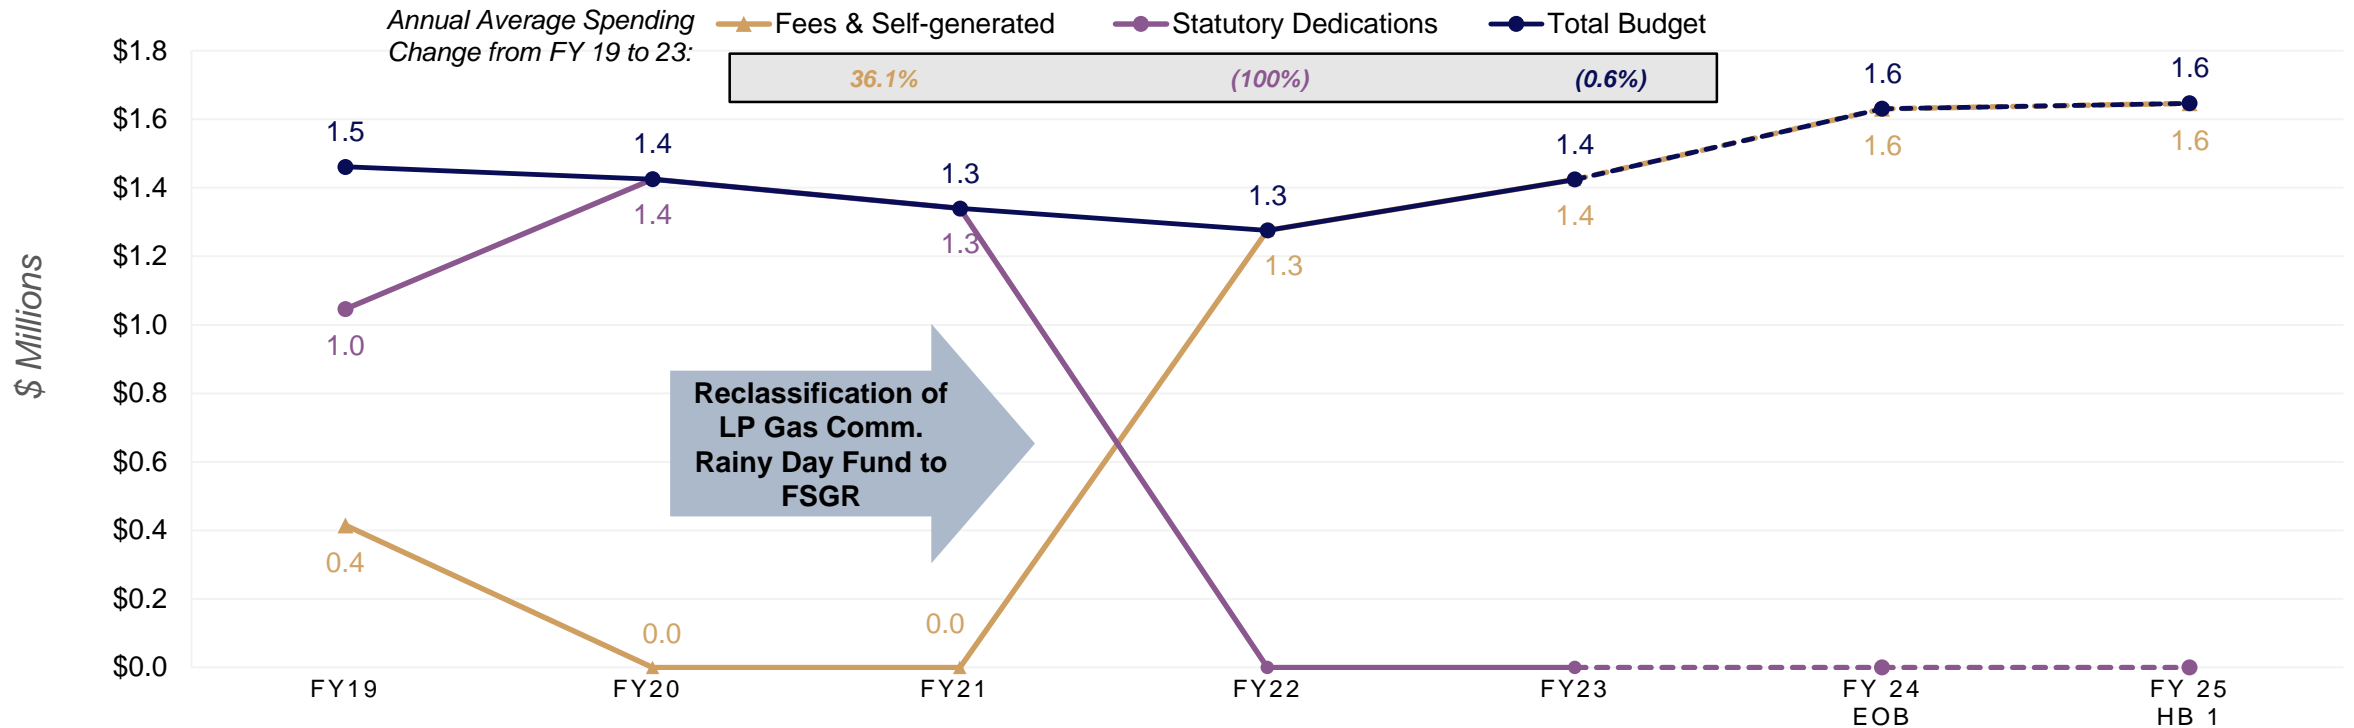 Annual Average Spending
Change from FY 19 to 23:
Fees & Self-generated
Statutory Dedications
Total Budget
36.1%
(100%)
(0.6%)
$ Millions
$1.8
$1.6
$1.4
$1.2
$1.0
$0.8
$0.6
$0.4
$0.2
$0.0
1.5
1.4
1.3
1.3
1.4
1.6
1.6
1.0
1.4
1.3
1.3
1.4
1.6
1.6
0.4
0.0
0.0
Reclassification of
LP Gas Comm.
Rainy Day Fund to
FSGR
FY19
FY20
FY21
FY22
FY23
FY 24
EOB
FY 25
HB 1